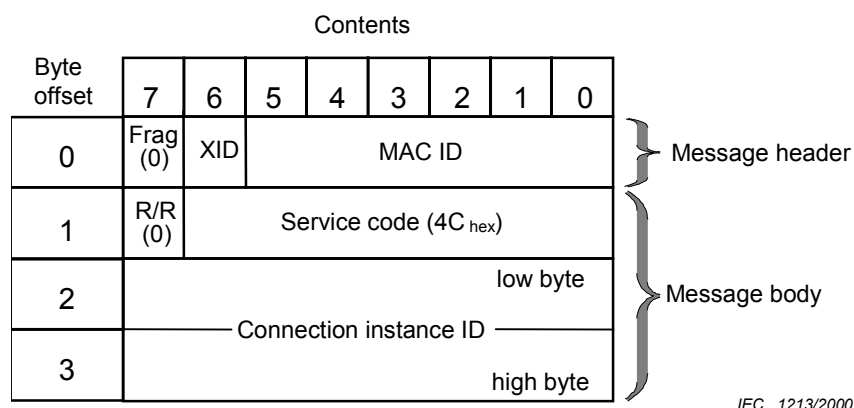 Contents
Byte
offset 7 6 5 4 3 2 1 0
0 Frag
(0) XID MAC ID Message header
1 R/R
(0) Service code (4C hex)
2 low byte
Connection instance ID
Message body
3 high byte
IEC 1213/2000